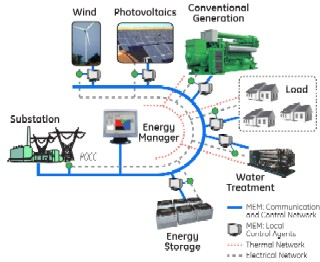 Wind
Photovoltaics
Conventional
Generation
Load
Substation
POCC
Energy
Manager
Water
Treatment
Energy
Storage
MEM: Communication
and Control Network
MEM: Local
Control Agents
Thermal Network
Electrical Network